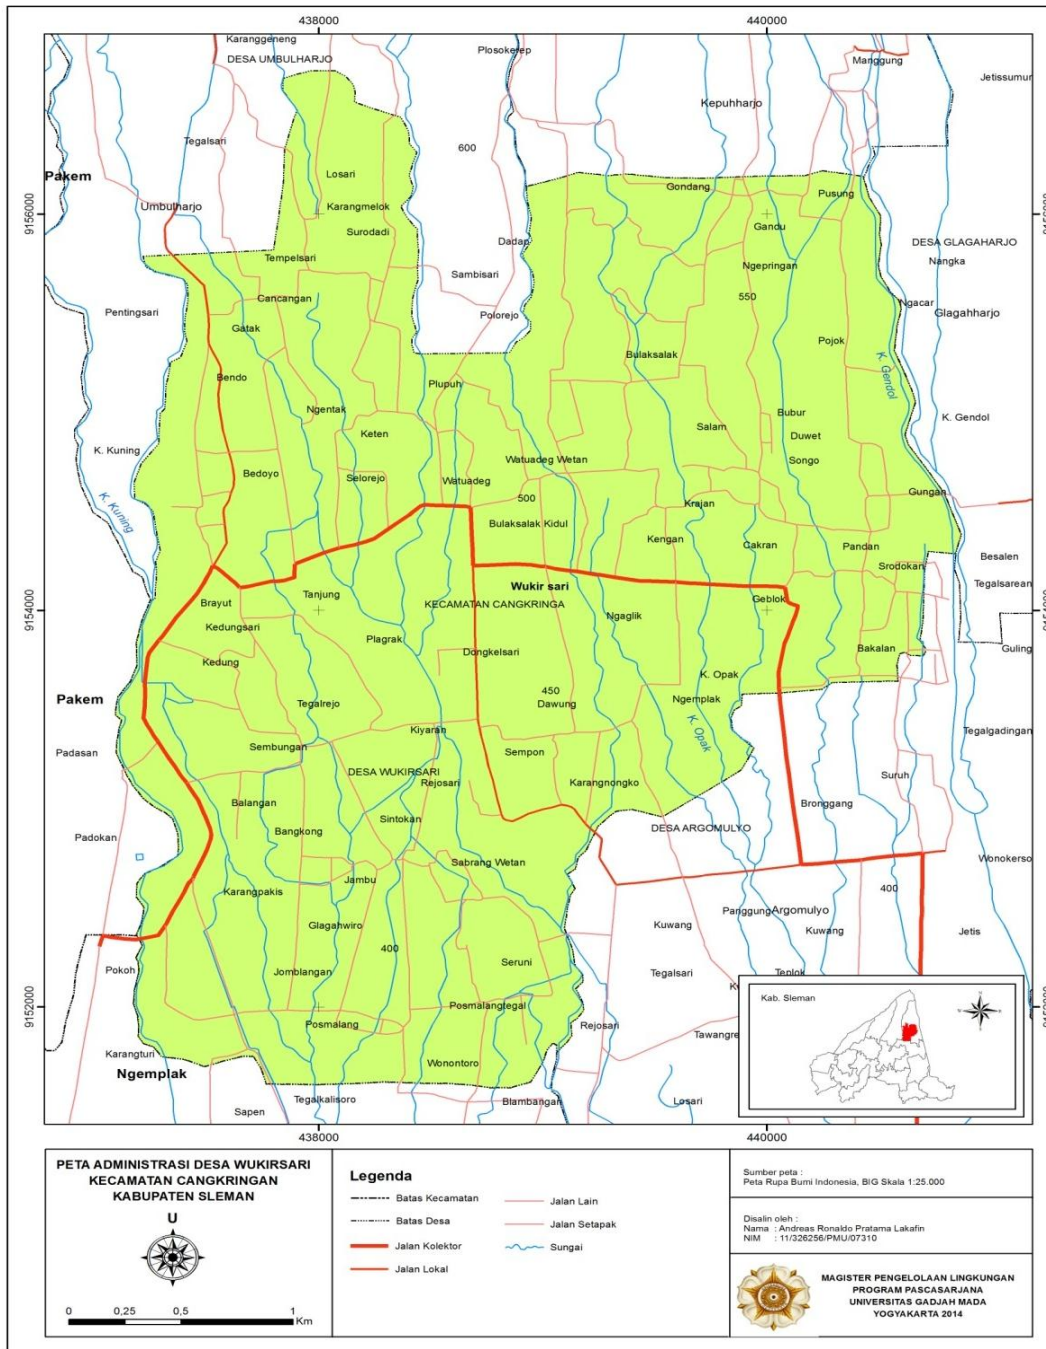 438000
440000
Karanggeneng
DESA UMBULHARJO
Plosokerep
Manggung
Jetissumur
Kepuhharjo
Tegalsari
600
Pakem
Losari
Gondang
Pusung
Umbulharjo
Karangmelok
9156000
Surodadi
Gandu
Dadap
DESA GLAGAHARJO
Tempelsari
Nangka
Sambisari
Ngepringan
Cancangan
550
Ngacar
Pentingsari
Polorejo
Glagahharjo
Gatak
Pojok
Bulaksalak
K. Gendol
Bendo
Plupuh
Ngentak
Bubur
K. Gendol
Salam
Keten
Duwet
K. Kuning
Watuadeg Wetan
Songo
Bedoyo
Selorejo
Watuadeg
Gungan
K. Kuning
500
Krajan
Bulaksalak Kidul
Kengan
Cakran
Pandan
Besalen
Srodokan
Tegalsarean
Wukir sari
Tanjung
Geblok
Brayut
KECAMATAN CANGKRINGA
9154000
Ngaglik
Kedungsari
Plagrak
Dongkelsari
Bakalan
Guling
Kedung
K. Opak
450
Pakem
Ngemplak
Tegalrejo
Dawung
Kiyaran
K. Opak
Tegalgadingan
Sembungan
Padasan
Sempon
DESA WUKIRSARI
Rejosari
Karangnongko
Suruh
Balangan
Bronggang
Sintokan
Bangkong
DESA ARGOMULYO
Padokan
Sabrang Wetan
Wonokerso
Jambu
400
Karangpakis
Panggung
Argomulyo
Glagahwiro
Kuwang
Kuwang
Jetis
400
Seruni
Pokoh
Jomblangan
Tegalsari
Teplok
Kab. Sleman
9152000
Posmalangtegal
Posmalang
Rejosari
Tawangre
Karangturi
Wonontoro
Ngemplak
Tegalkalisoro
Blambangan
Losari
Sapen
438000
440000
PETA ADMINISTRASI DESA WUKIRSARI
KECAMATAN CANGKRINGAN
KABUPATEN SLEMAN
U
0 0,25 0,5 1
Km
Legenda
Batas Kecamatan
Batas Desa
Jalan Kolektor
Jalan Lokal
Jalan Lain
Jalan Setapak
Sungai
Sumber peta :
Peta Rupa Bumi Indonesia, BIG Skala 1:25.000
Disalin oleh :
Nama : Andreas Ronaldo Pratama Lakafin
NIM : 11/326256/PMU/07310
MAGISTER PENGELOLAAN LINGKUNGAN
PROGRAM PASCASARJANA
UNIVERSITAS GADJAH MADA
YOGYAKARTA 2014